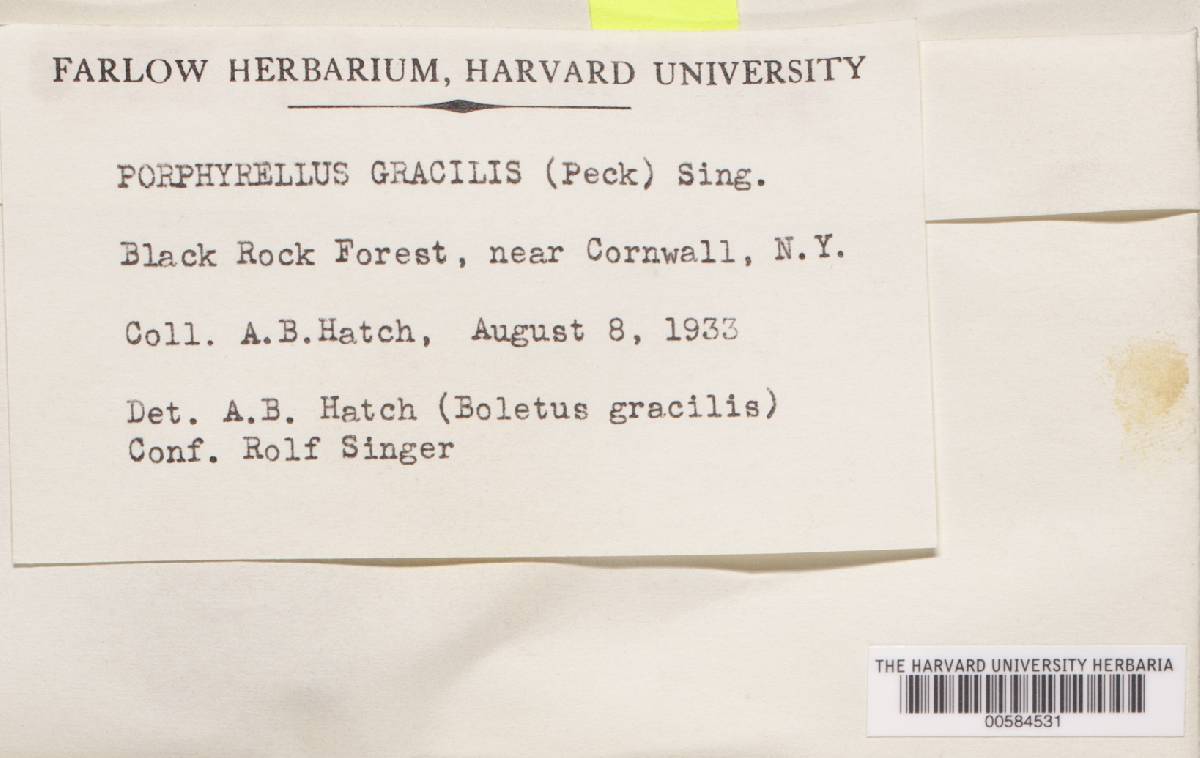 FARLOW HERBARIUM, HARVARD UNIVERSITY
PORPHYRELLUS GRACILIS (Peck) Sing.
Black Rock Forest, near Cornwall, N.Y.
Coll. A.B.Hatch, August 8, 1933
Det. A.B. Hatch (Boletus gracilis)
Conf. Rolf Singer
THE HARVARD UNIVERSITY HERBARIA
00584531